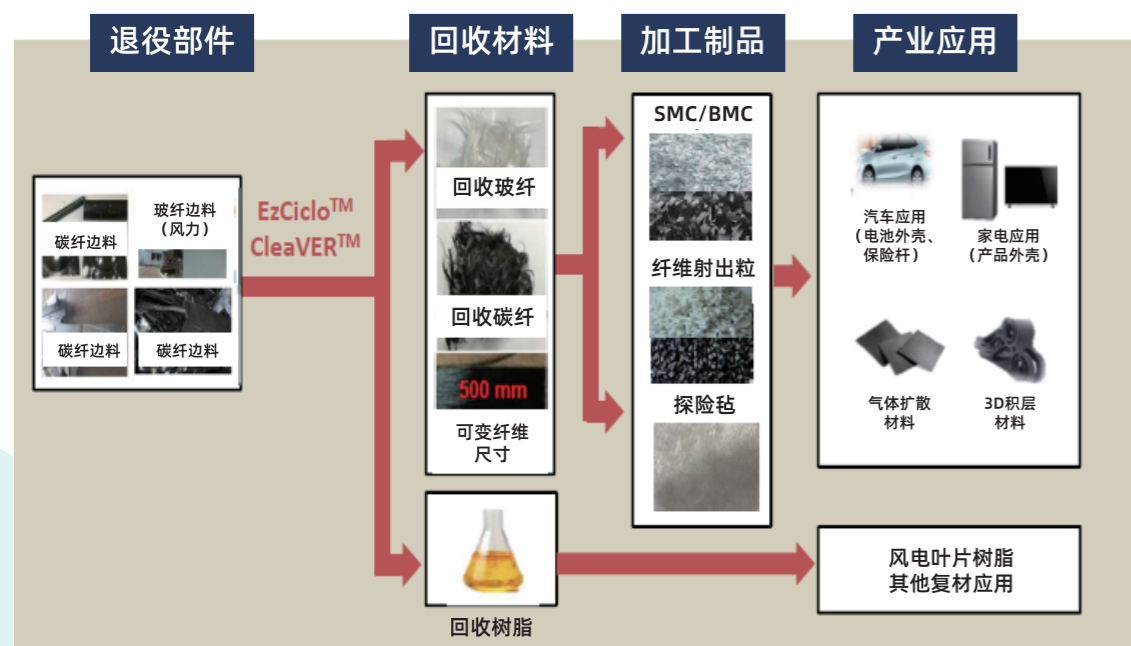 退役部件
回收材料
加工制品
产业应用
碳纤边料
玻纤边料
（风力）
碳纤边料
碳纤边料
EzCiclo™
CleaVER™
回收玻纤
回收碳纤
500 mm
可变纤维
尺寸
回收树脂
SMC/BMC
纤维射出粒
探险毡
汽车应用
（电池外壳、
保险杆）
家电应用
（产品外壳）
气体扩散
材料
3D积层
材料
风电叶片树脂
其他复材应用